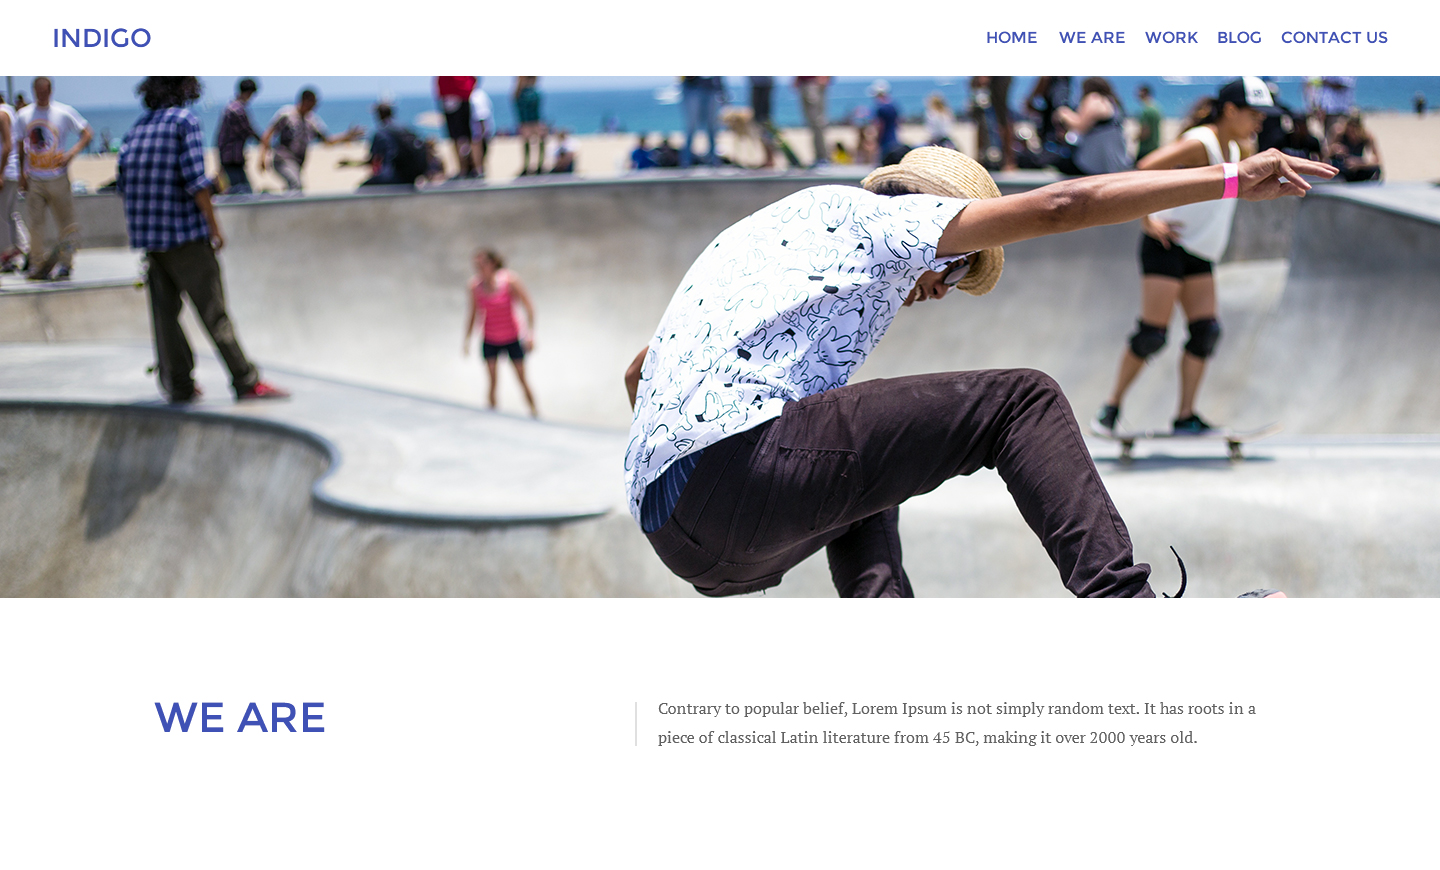 INDIGO
HOME WE ARE WORK BLOG CONTACT US
WE ARE
Contrary to popular belief, Lorem Ipsum is not simply random text. It has roots in a
piece of classical Latin literature from 45 BC, making it over 2000 years old.